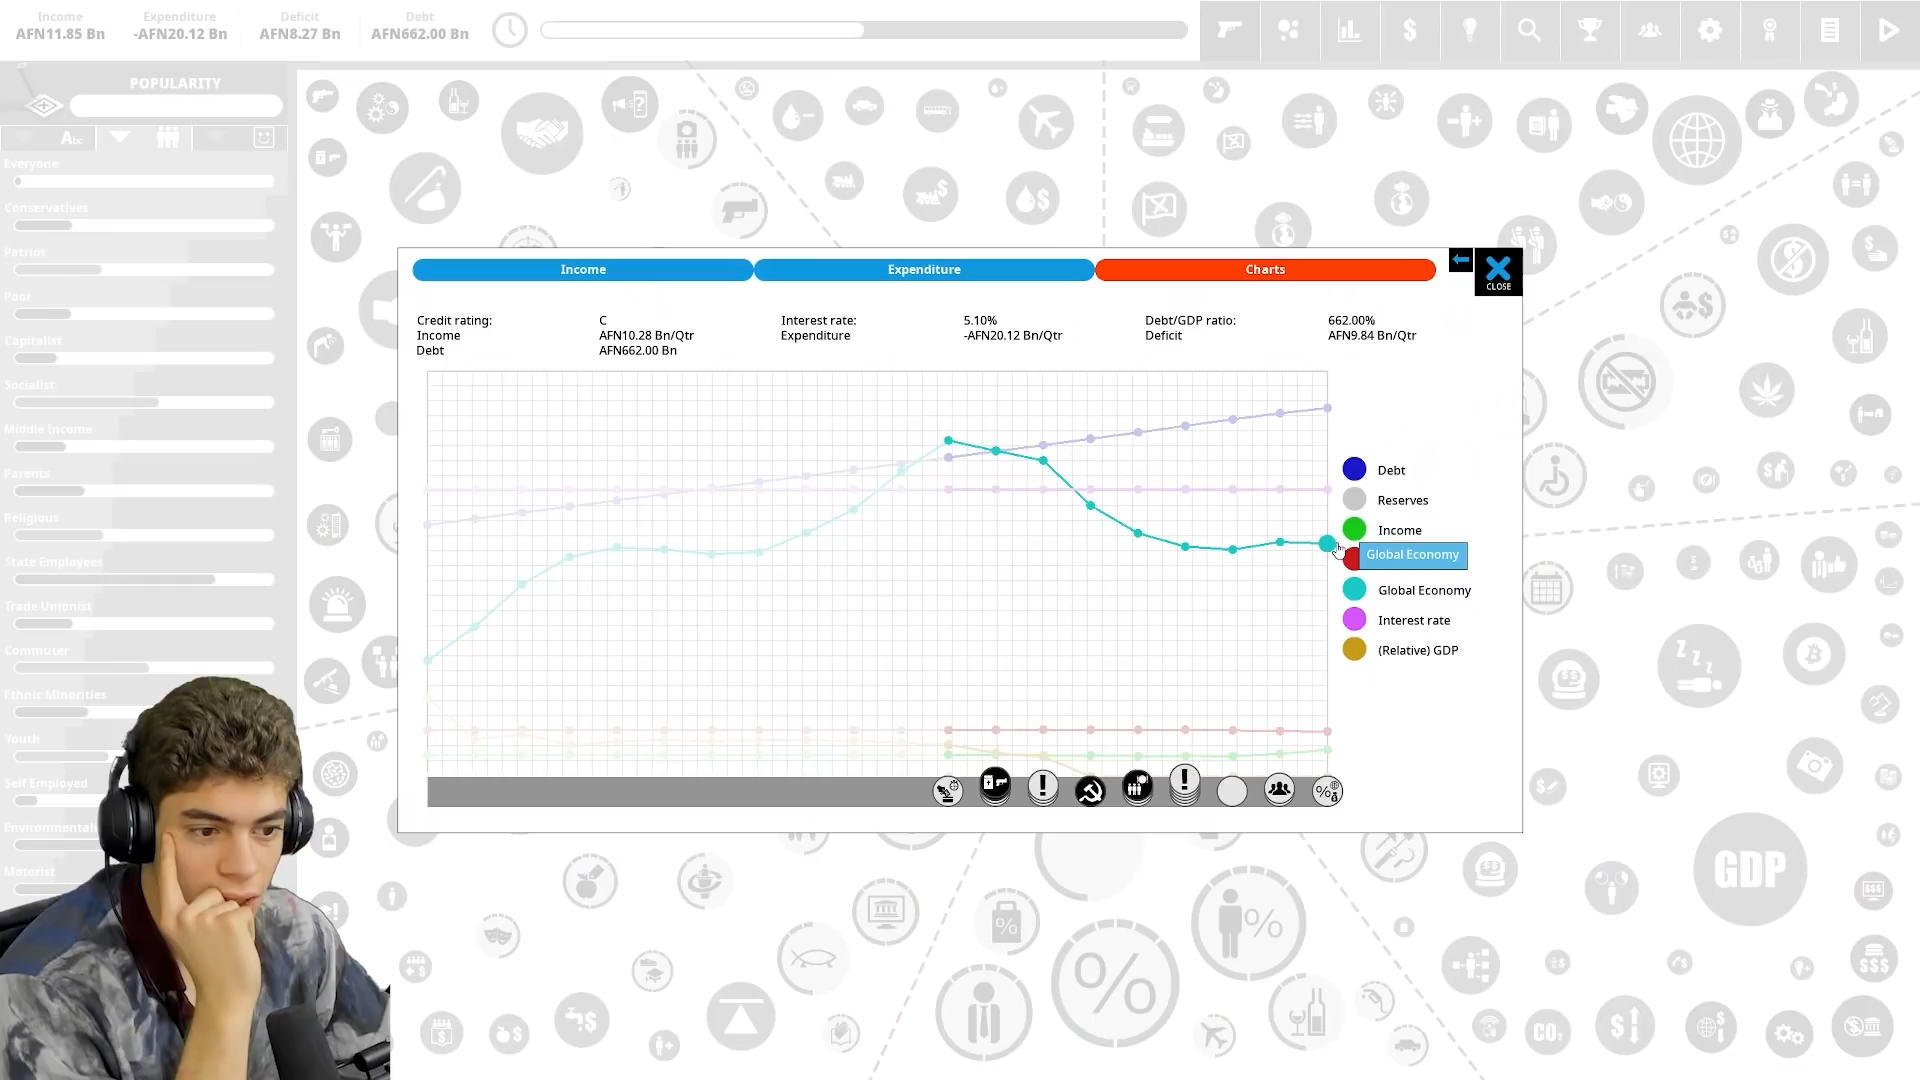 Income
AFN11.85 Bn
Expenditure
-AFN20.12 Bn
Deficit
AFN8.27 Bn
Debt
AFN662.00 Bn
POPULARITY
Abc
Everyone
Conservatives
Patriot
Poor
Capitalist
Socialist
Middle Income
Parents
Religious
State Employees
Trade Unionist
Commuter
Ethnic Minorities
Youth
Self Employed
Motorist
Income
Expenditure
Charts
CLOSE
Credit rating:
C
Interest rate:
5.10%
Debt/GDP ratio:
662.00%
Income
AFN10.28 Bn/Qtr
Expenditure
-AFN20.12 Bn/Qtr
Deficit
AFN9.84 Bn/Qtr
Debt
AFN662.00 Bn
Debt
Reserves
Income
Global Economy
Global Economy
Interest rate
(Relative) GDP
GDP
CO₂